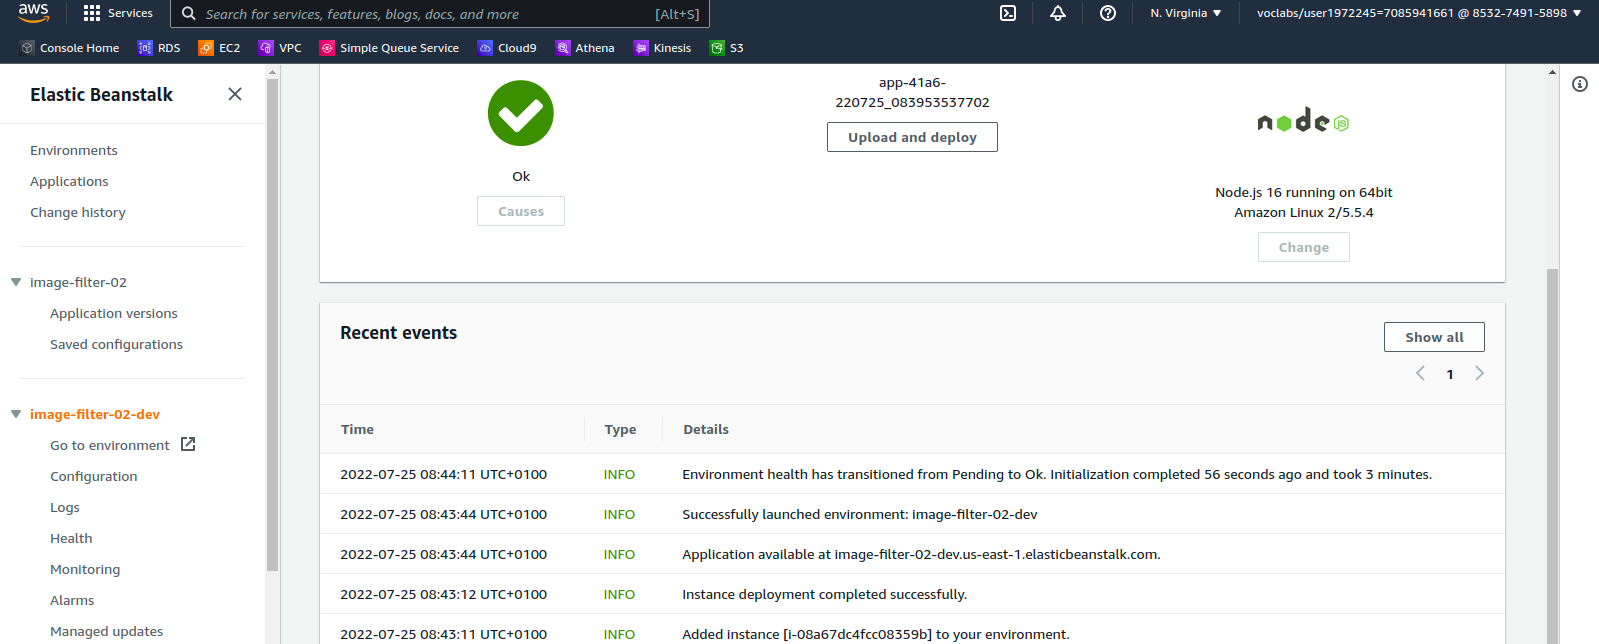 aws
Services
Search for services, features, blogs, docs, and more
[Alt+S]
N. Virginia
voclabs/user1972245=7085941661 @ 8532-7491-5898
Console Home
RDS
EC2
VPC
Simple Queue Service
Cloud9
Athena
Kinesis
S3
Elastic Beanstalk
Environments
Applications
Change history
image-filter-02
Application versions
Saved configurations
image-filter-02-dev
Go to environment
Configuration
Logs
Health
Monitoring
Alarms
Managed updates
Ok
Causes
app-41a6-
220725_083953537702
Upload and deploy
node JS
Node.js 16 running on 64bit
Amazon Linux 2/5.5.4
Change
Recent events
Show all
1
Time Type Details
2022-07-25 08:44:11 UTC+0100 INFO Environment health has transitioned from Pending to Ok. Initialization completed 56 seconds ago and took 3 minutes.
2022-07-25 08:43:44 UTC+0100 INFO Successfully launched environment: image-filter-02-dev
2022-07-25 08:43:44 UTC+0100 INFO Application available at image-filter-02-dev.us-east-1.elasticbeanstalk.com.
2022-07-25 08:43:12 UTC+0100 INFO Instance deployment completed successfully.
2022-07-25 08:43:11 UTC+0100 INFO Added instance [i-08a67dc4fcc08359b] to your environment.